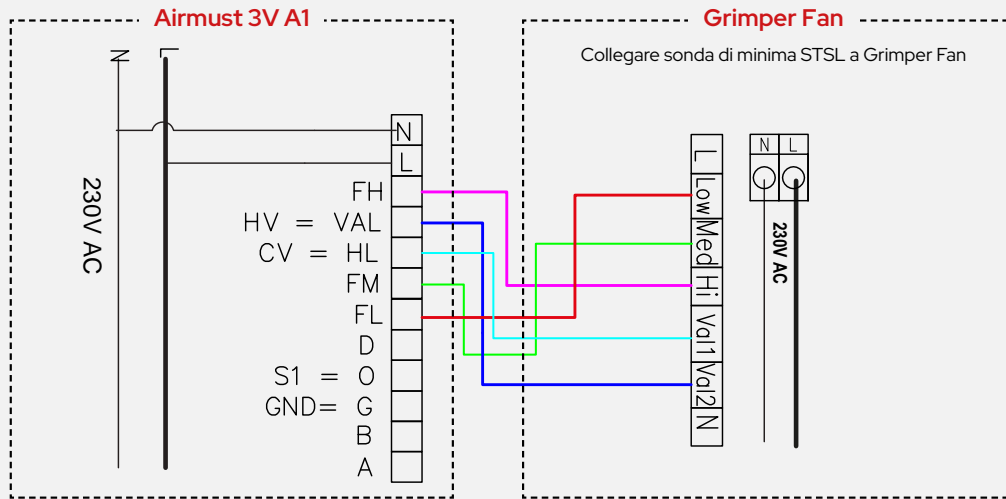 Airmust 3V A1
Grimper Fan
Collegare sonda di minima STSL a Grimper Fan
N
L
230V AC
N
L
FH
HV = VAL
CV = HL
FM
FL
D
S1 = O
GND= G
B
A
L
Low
Med
Hi
Val1
Val2
N
N L
230V AC